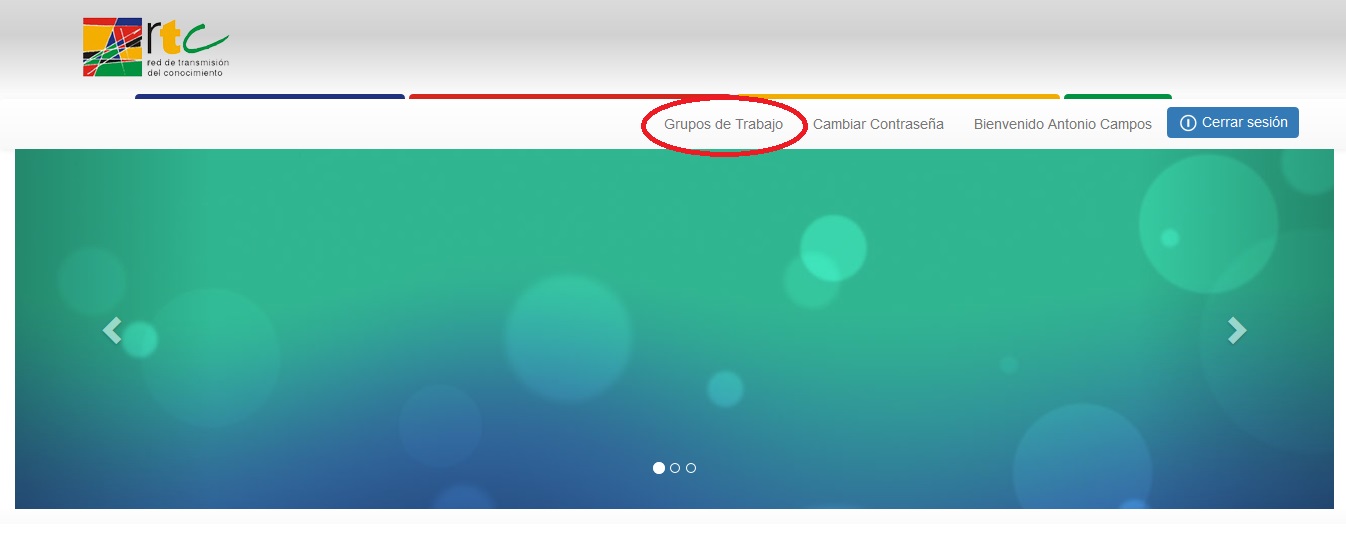 rtc
red de transmisión
del conocimiento
Grupos de Trabajo Cambiar Contraseña Bienvenido Antonio Campos Cerrar sesión